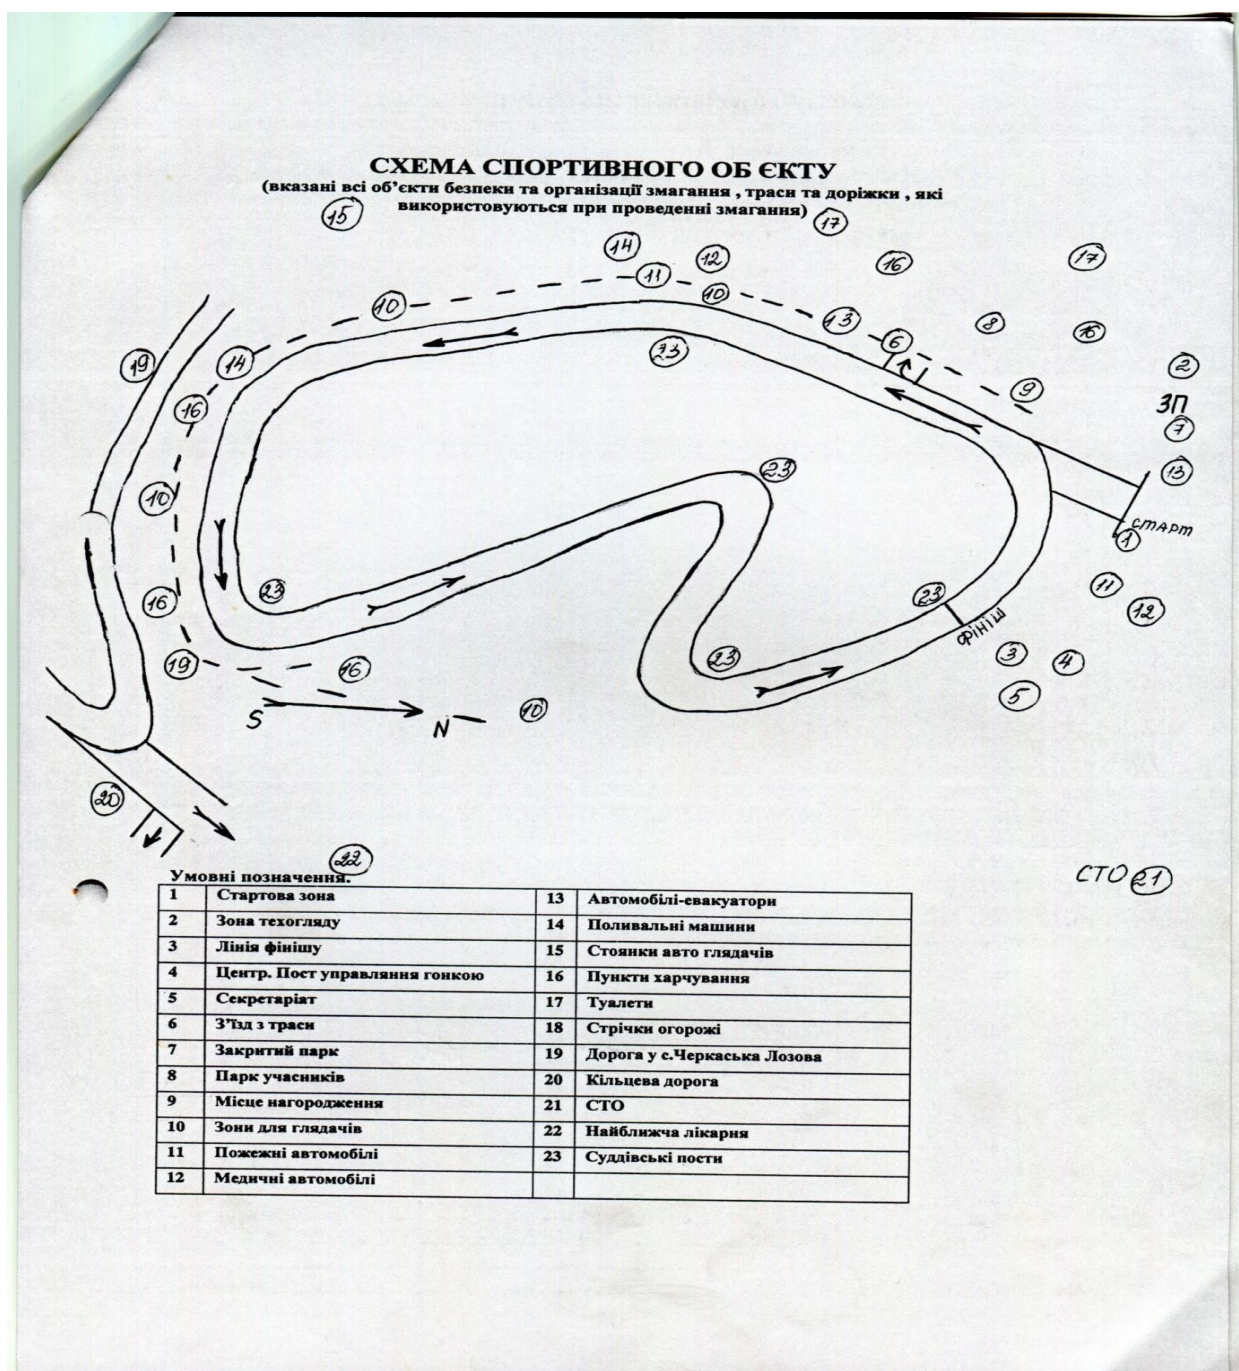 СХЕМА СПОРТИВНОГО ОБ ЄКТУ
(вказані всі об’єкти безпеки та організації змагання , траси та доріжки , які
використовуються при проведенні змагання)
15
17
14
12
16
17
11
10
10
13
8
6
15
23
14
19
2
9
16
ЗП
7
23
13
10
СТАРТ
1
23
11
16
23
12
ФІНІШ
3
4
19
16
23
5
S
N
10
20
22
СТО 21
Умовні позначення.
1 Стартова зона 13 Автомобілі-евакуатори
2 Зона техогляду 14 Поливальні машини
3 Лінія фінішу 15 Стоянки авто глядачів
4 Центр. Пост управляння гонкою 16 Пункти харчування
5 Секретаріат 17 Туалети
6 З’їзд з траси 18 Стрічки огорожі
7 Закритий парк 19 Дорога у с.Черкаська Лозова
8 Парк учасників 20 Кільцева дорога
9 Місце нагородження 21 СТО
10 Зони для глядачів 22 Найближча лікарня
11 Пожежні автомобілі 23 Суддівські пости
12 Медичні автомобілі